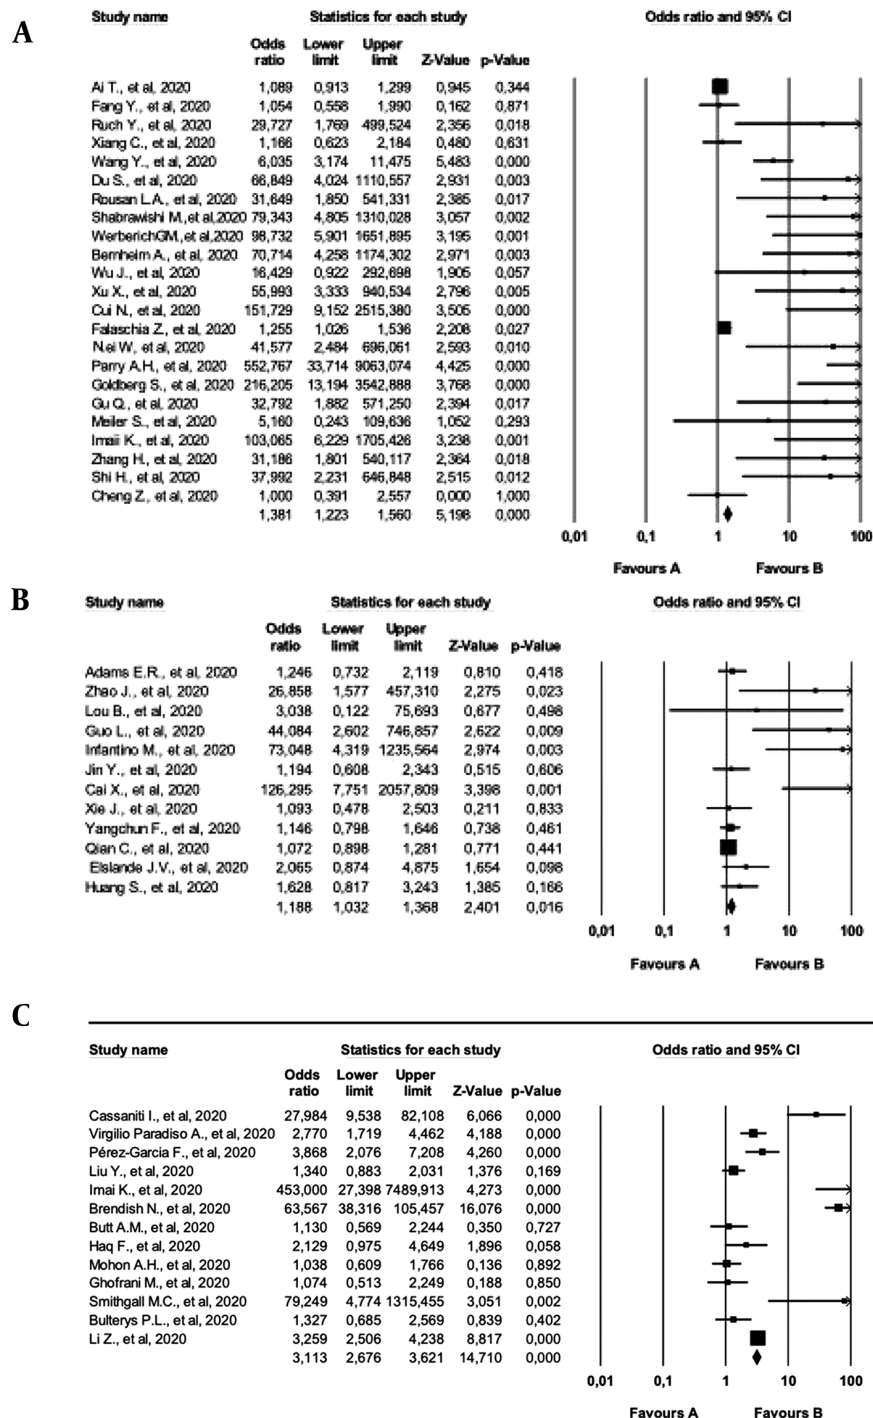 A
Study name Statistics for each study Odds ratio and 95% CI
Odds Lower Upper
ratio limit limit Z-Value p-Value
Ai T., et al, 2020 1,089 0,913 1,299 0,945 0,344
Fang Y., et al, 2020 1,054 0,558 1,990 0,162 0,871
Ruch Y., et al, 2020 29,727 1,769 499,524 2,356 0,018
Xiang C., et al, 2020 1,166 0,623 2,184 0,480 0,631
Wang Y., et al, 2020 6,035 3,174 11,475 5,483 0,000
Du S., et al, 2020 66,849 4,024 1110,557 2,931 0,003
Rousan L.A., et al, 2020 31,649 1,850 541,331 2,385 0,017
Shabrawishi M.,et al,2020 79,343 4,805 1310,028 3,057 0,002
WerberichGM.,et al,2020 98,732 5,901 1651,895 3,195 0,001
Bernheim A., et al, 2020 70,714 4,258 1174,302 2,971 0,003
Wu J., et al, 2020 16,429 0,922 292,698 1,905 0,057
Xu X., et al, 2020 55,993 3,333 940,534 2,796 0,005
Cui N., et al, 2020 151,729 9,152 2515,380 3,505 0,000
Falaschia Z., et al, 2020 1,255 1,026 1,536 2,208 0,027
N.ei W., et al, 2020 41,577 2,484 696,061 2,593 0,010
Parry A.H., et al, 2020 552,767 33,714 9063,074 4,425 0,000
Goldberg S., et al, 2020 216,205 13,194 3542,888 3,768 0,000
Gu Q., et al, 2020 32,792 1,882 571,250 2,394 0,017
Meiler S., et al, 2020 5,160 0,243 109,636 1,052 0,293
Imaii K., et al, 2020 103,065 6,229 1705,426 3,238 0,001
Zhang H., et al, 2020 31,186 1,801 540,117 2,364 0,018
Shi H., et al, 2020 37,992 2,231 646,848 2,515 0,012
Cheng Z., et al, 2020 1,000 0,391 2,557 0,000 1,000
1,381 1,223 1,560 5,198 0,000
0,01 0,1 1 10 100
Favours A Favours B
B
Study name Statistics for each study Odds ratio and 95% CI
Odds Lower Upper
ratio limit limit Z-Value p-Value
Adams E.R., et al, 2020 1,246 0,732 2,119 0,810 0,418
Zhao J., et al, 2020 26,858 1,577 457,310 2,275 0,023
Lou B., et al, 2020 3,038 0,122 75,693 0,677 0,498
Guo L., et al, 2020 44,084 2,602 746,857 2,622 0,009
Infantino M., et al, 2020 73,048 4,319 1235,564 2,974 0,003
Jin Y., et al, 2020 1,194 0,608 2,343 0,515 0,606
Cai X., et al, 2020 126,295 7,751 2057,809 3,398 0,001
Xie J., et al, 2020 1,093 0,478 2,503 0,211 0,833
Yangchun F., et al, 2020 1,146 0,798 1,646 0,738 0,461
Qian C., et al, 2020 1,072 0,898 1,281 0,771 0,441
Elslande J.V., et al, 2020 2,065 0,874 4,875 1,654 0,098
Huang S., et al, 2020 1,628 0,817 3,243 1,385 0,166
1,188 1,032 1,368 2,401 0,016
0,01 0,1 1 10 100
Favours A Favours B
C
Study name Statistics for each study Odds ratio and 95% CI
Odds Lower Upper
ratio limit limit Z-Value p-Value
Cassaniti I., et al, 2020 27,984 9,538 82,108 6,066 0,000
Virgilio Paradiso A., et al, 2020 2,770 1,719 4,462 4,188 0,000
Pérez-Garcia F., et al, 2020 3,868 2,076 7,208 4,260 0,000
Liu Y., et al, 2020 1,340 0,883 2,031 1,376 0,169
Imai K., et al, 2020 453,000 27,398 7489,913 4,273 0,000
Brendish N., et al, 2020 63,567 38,316 105,457 16,076 0,000
Butt A.M., et al, 2020 1,130 0,569 2,244 0,350 0,727
Haq F., et al, 2020 2,129 0,975 4,649 1,896 0,058
Mohon A.H., et al, 2020 1,038 0,609 1,766 0,136 0,892
Ghofrani M., et al, 2020 1,074 0,513 2,249 0,188 0,850
Smithgall M.C., et al, 2020 79,249 4,774 1315,455 3,051 0,002
Bulterys P.L., et al, 2020 1,327 0,685 2,569 0,839 0,402
Li Z., et al, 2020 3,259 2,506 4,238 8,817 0,000
3,113 2,676 3,621 14,710 0,000
0,01 0,1 1 10 100
Favours A Favours B